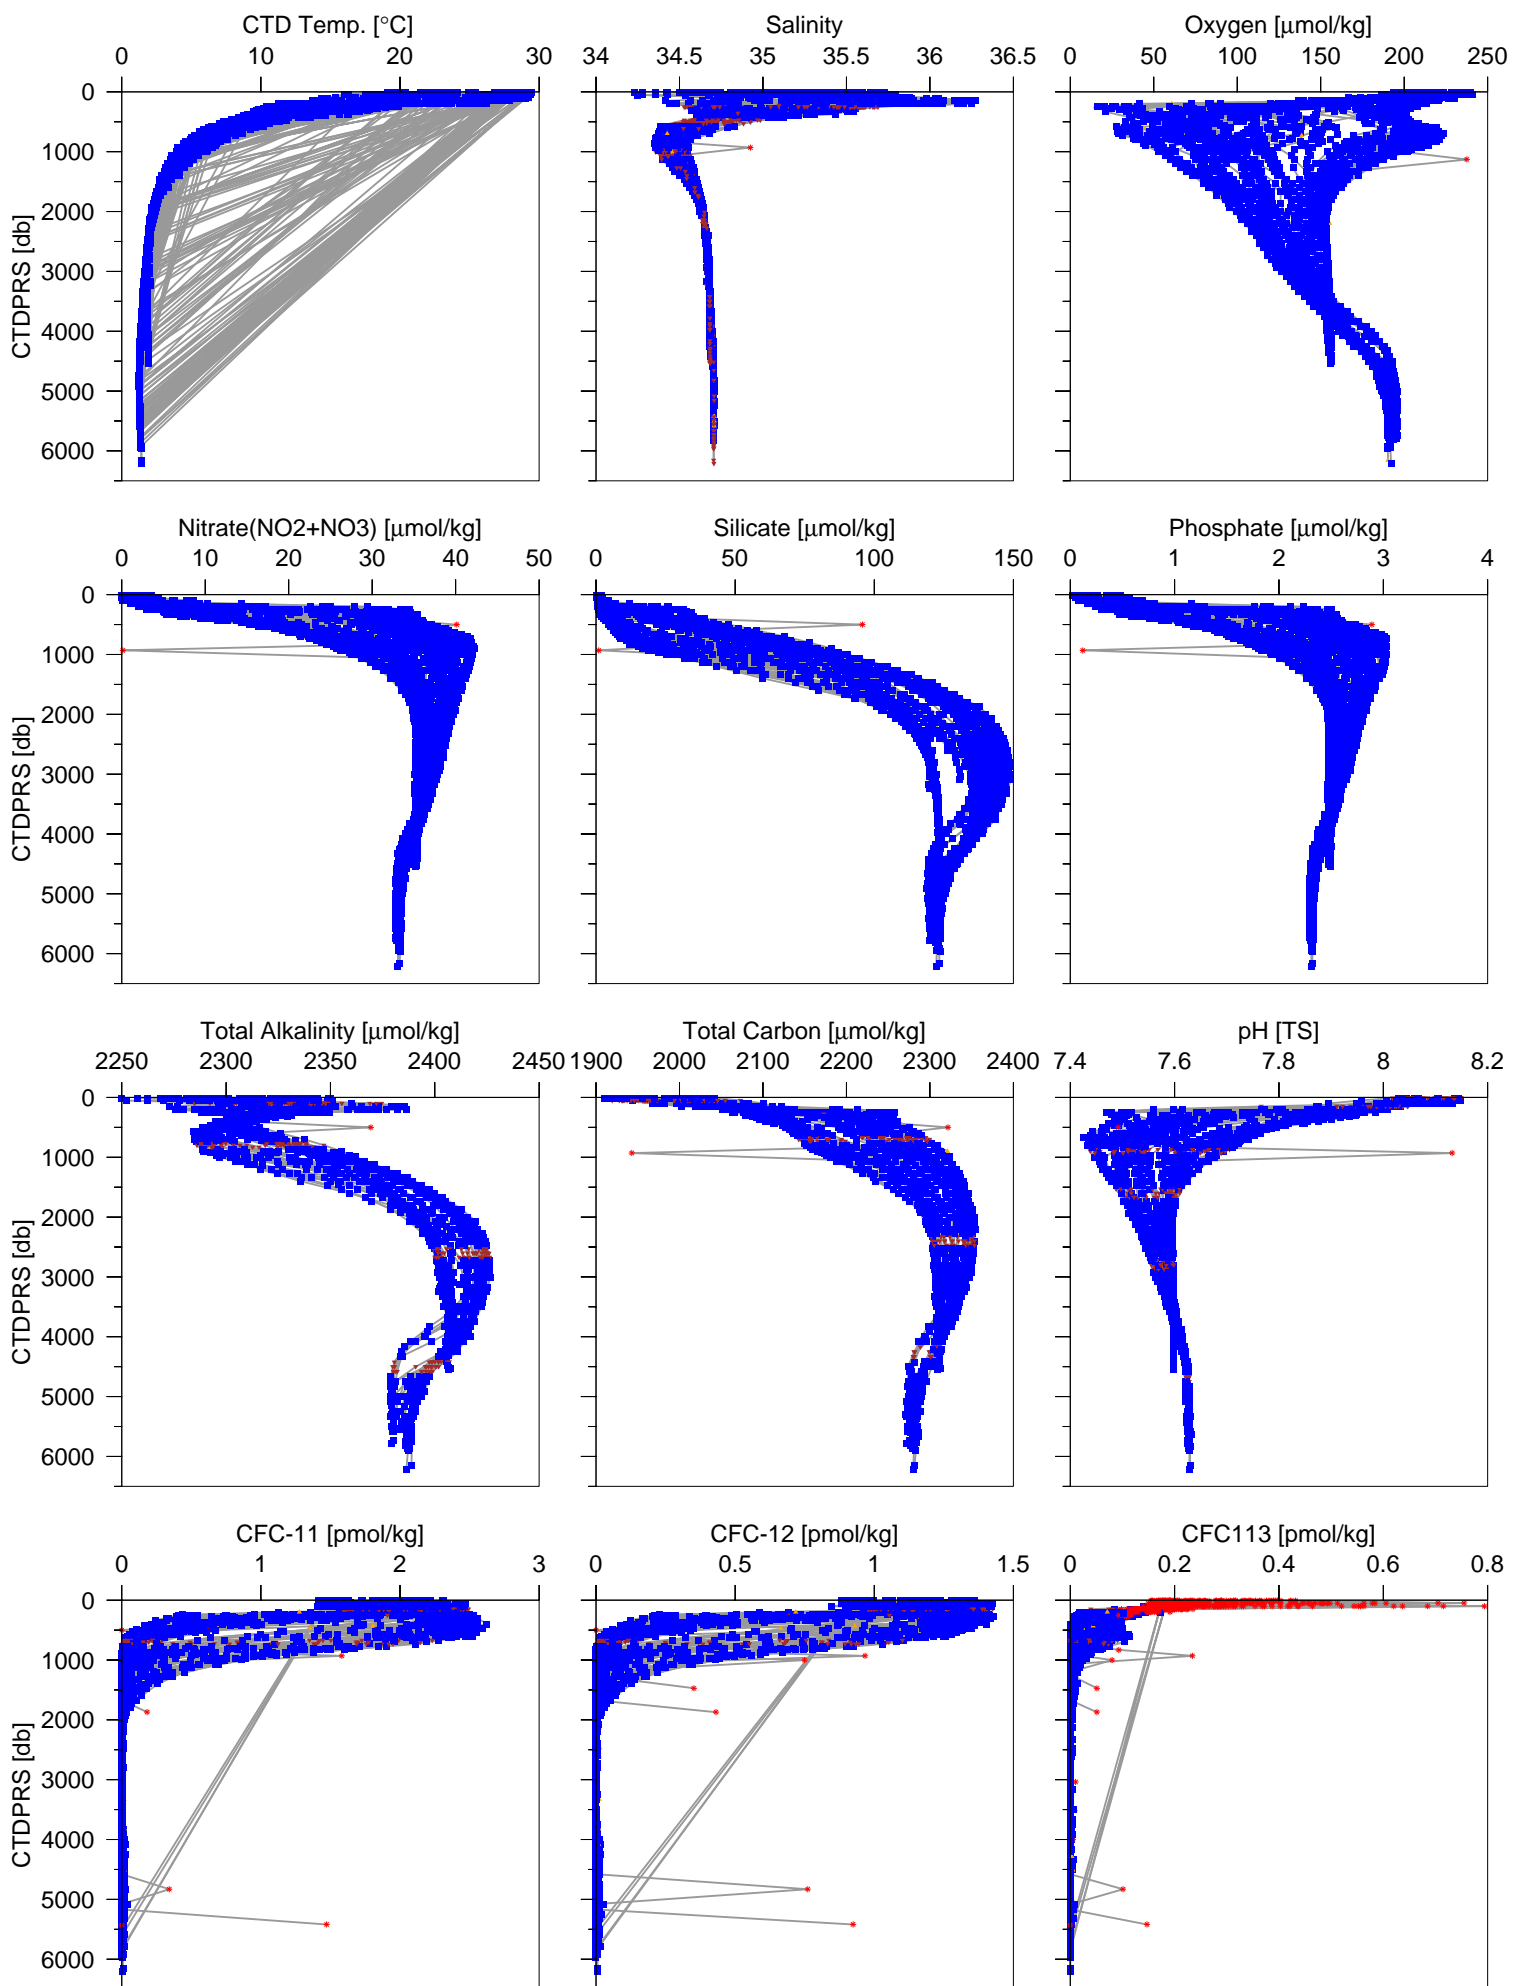 CTD Temp. [°C] Salinity Oxygen [μmol/kg]
0 10 20 30 34 34.5 35 35.5 36 36.5 0 50 100 150 200 250
0
1000
2000
3000
4000
5000
6000
CTDPRS [db]
Nitrate(NO2+NO3) [μmol/kg] Silicate [μmol/kg] Phosphate [μmol/kg]
0 10 20 30 40 50 0 50 100 150 0 1 2 3 4
0
1000
2000
3000
4000
5000
6000
CTDPRS [db]
Total Alkalinity [μmol/kg] Total Carbon [μmol/kg] pH [TS]
2250 2300 2350 2400 2450 1900 2000 2100 2200 2300 2400 7.4 7.6 7.8 8 8.2
0
1000
2000
3000
4000
5000
6000
CTDPRS [db]
CFC-11 [pmol/kg] CFC-12 [pmol/kg] CFC113 [pmol/kg]
0 1 2 3 0 0.5 1 1.5 0 0.2 0.4 0.6 0.8
0
1000
2000
3000
4000
5000
6000
CTDPRS [db]